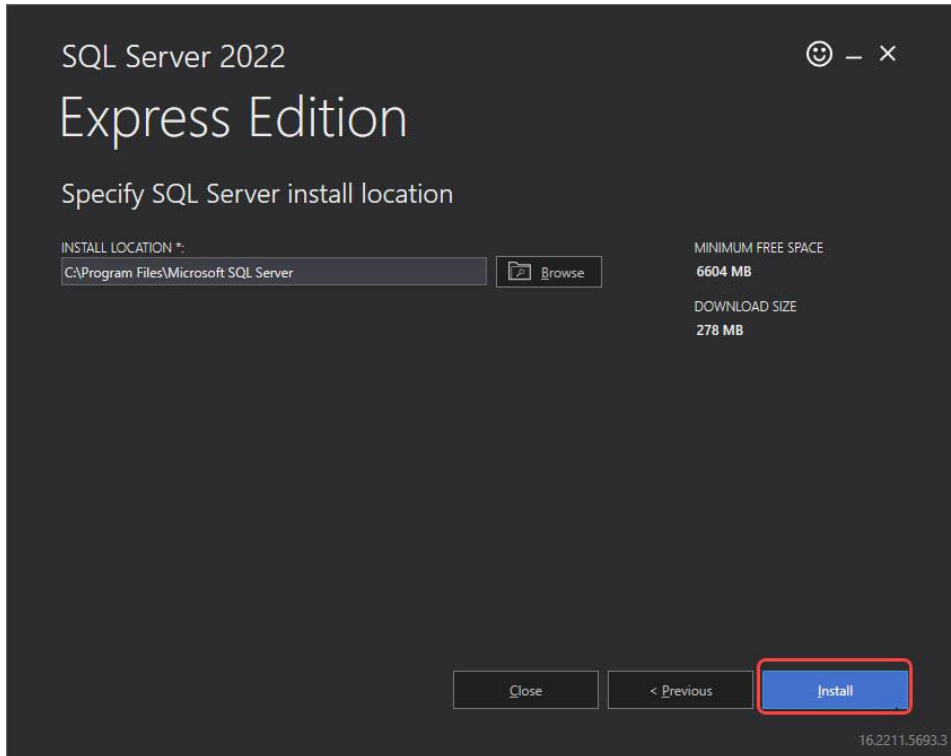 SQL Server 2022
Express Edition
Specify SQL Server install location
INSTALL LOCATION *:
C:\Program Files\Microsoft SQL Server
Browse
MINIMUM FREE SPACE
6604 MB
DOWNLOAD SIZE
278 MB
Close
< Previous
Install
16.2211.5693.3